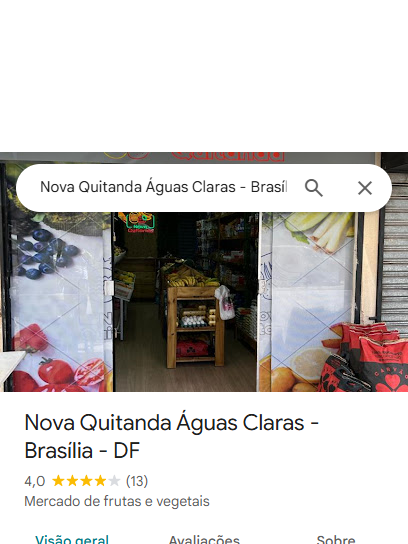 Nova Quitanda Águas Claras - Brasíl
Nova Quitanda Águas Claras -
Brasília - DF
4,0 (13)
Mercado de frutas e vegetais
Visão geral Avaliações Sobre